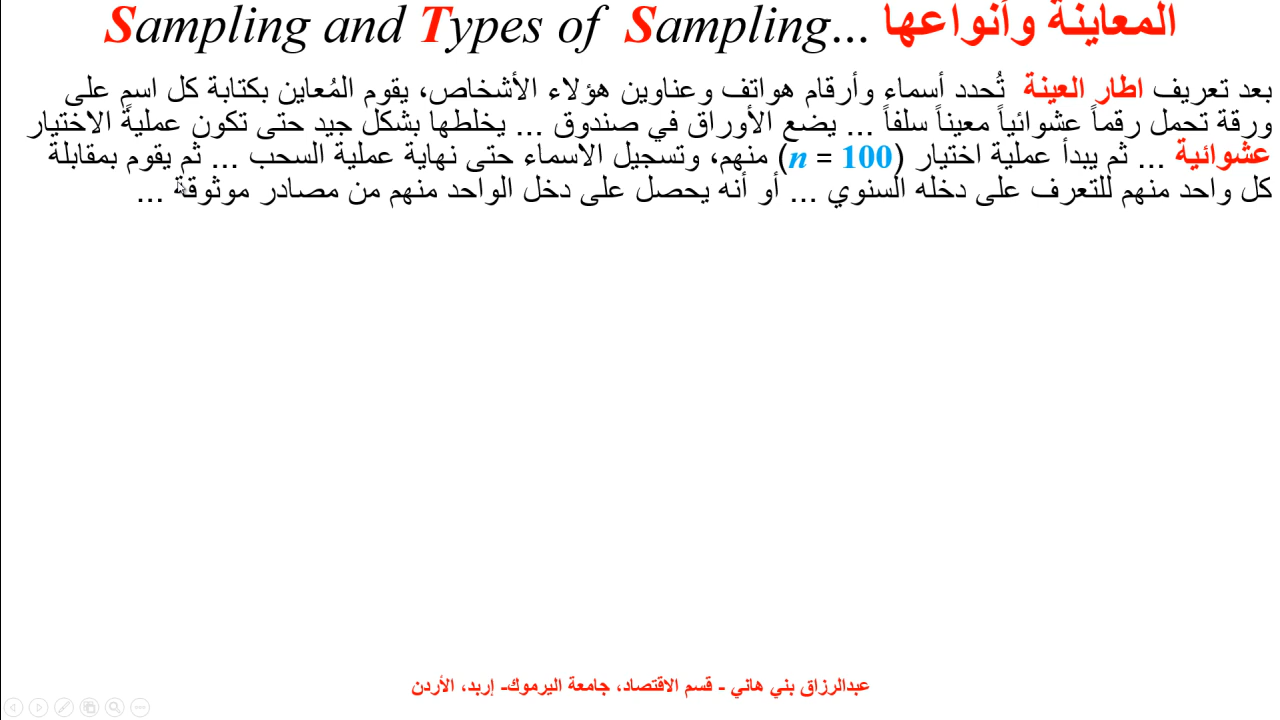 Sampling and Types of Sampling... المعاينة وأنواعها
بعد تعريف اطار العينة تُحدد أسماء وأرقام هواتف وعناوين هؤلاء الأشخاص، يقوم المُعاين بكتابة كل اسمٍ على
ورقة تحمل رقماً عشوائياً معيناً سلفاً ... يضع الأوراق في صندوق ... يخلطها بشكل جيد حتى تكون عمليةً الاختيار
عشوائية ... ثم يبدأ عملية اختيار (n = 100) منهم، وتسجيل الاسماء حتى نهاية عملية السحب ... ثم يقوم بمقابلة
كل واحد منهم للتعرف على دخله السنوي ... أو أنه يحصل على دخل الواحد منهم من مصادر موثوقة ...
عبدالرزاق بني هاني - قسم الاقتصاد، جامعة اليرموك- إربد، الأردن